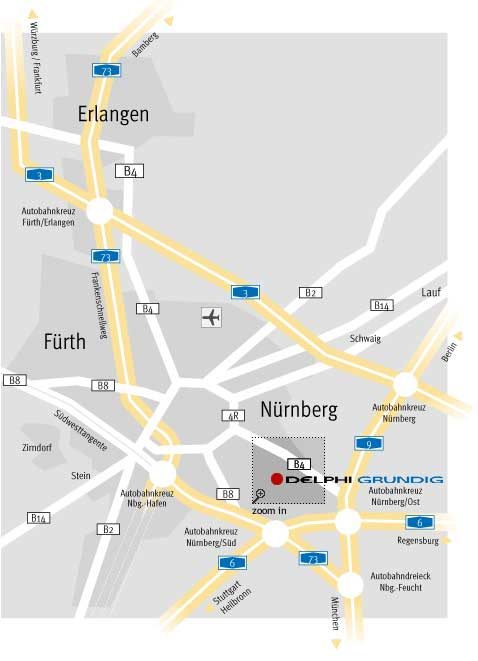 Würzburg / Frankfurt
Bamberg
73
Erlangen
B4
3
Autobahnkreuz
Fürth/Erlangen
73
Frankenschnellweg
3
B2
B14
Lauf
B4
Schwaig
Fürth
Berlin
B8
B8
4R
Nürnberg
Autobahnkreuz
Nürnberg
Südwesttangente
9
Zirndorf
B4
Stein
DELPHI GRUNDIG
Autobahnkreuz
Nbg.-Hafen
B8
zoom in
Autobahnkreuz
Nürnberg/Ost
B14
B2
Autobahnkreuz
Nürnberg/Süd
6
Regensburg
6
73
Autobahndreieck
Nbg.-Feucht
Stuttgart
Heilbronn
München